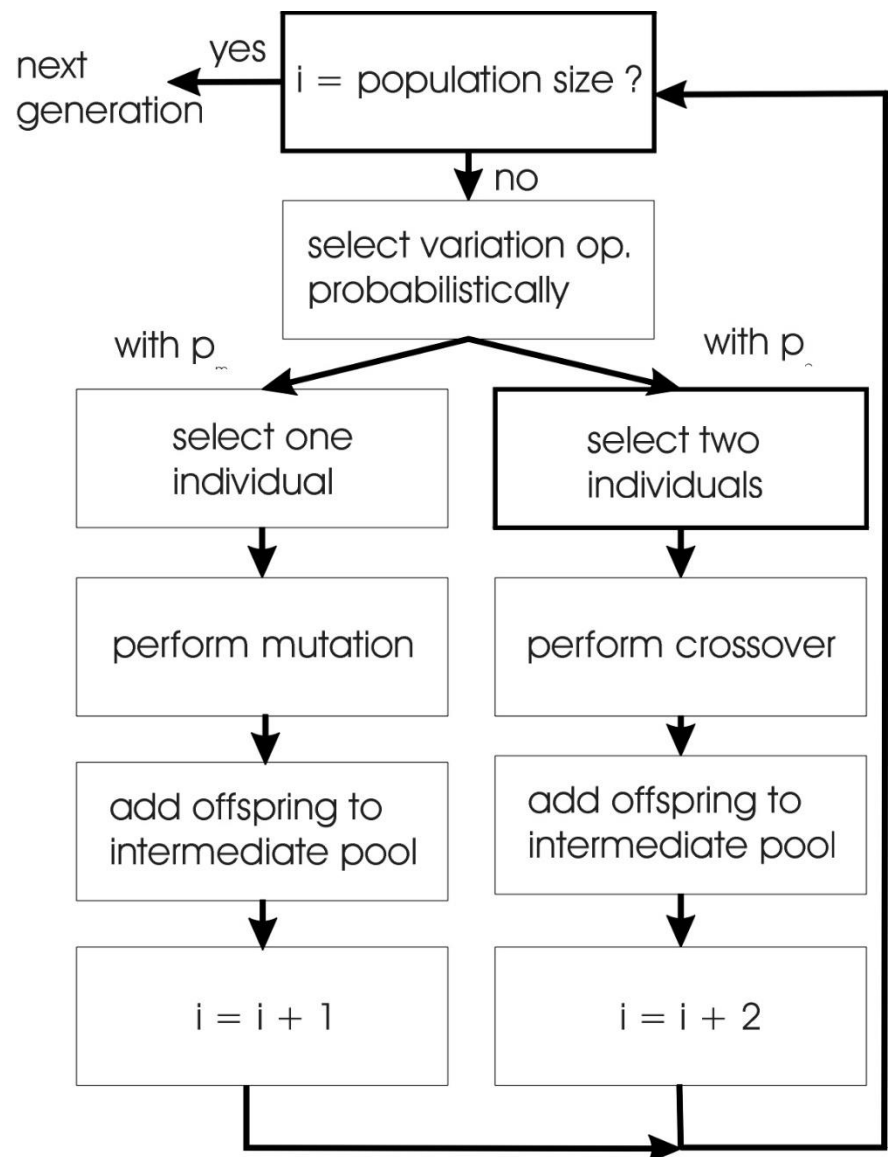 yes
next
generation
i = population size ?
no
select variation op.
probabilistically
with p m
with p
select one
individual
select two
individuals
perform mutation
perform crossover
add offspring to
intermediate pool
add offspring to
intermediate pool
i = i + 1
i = i + 2